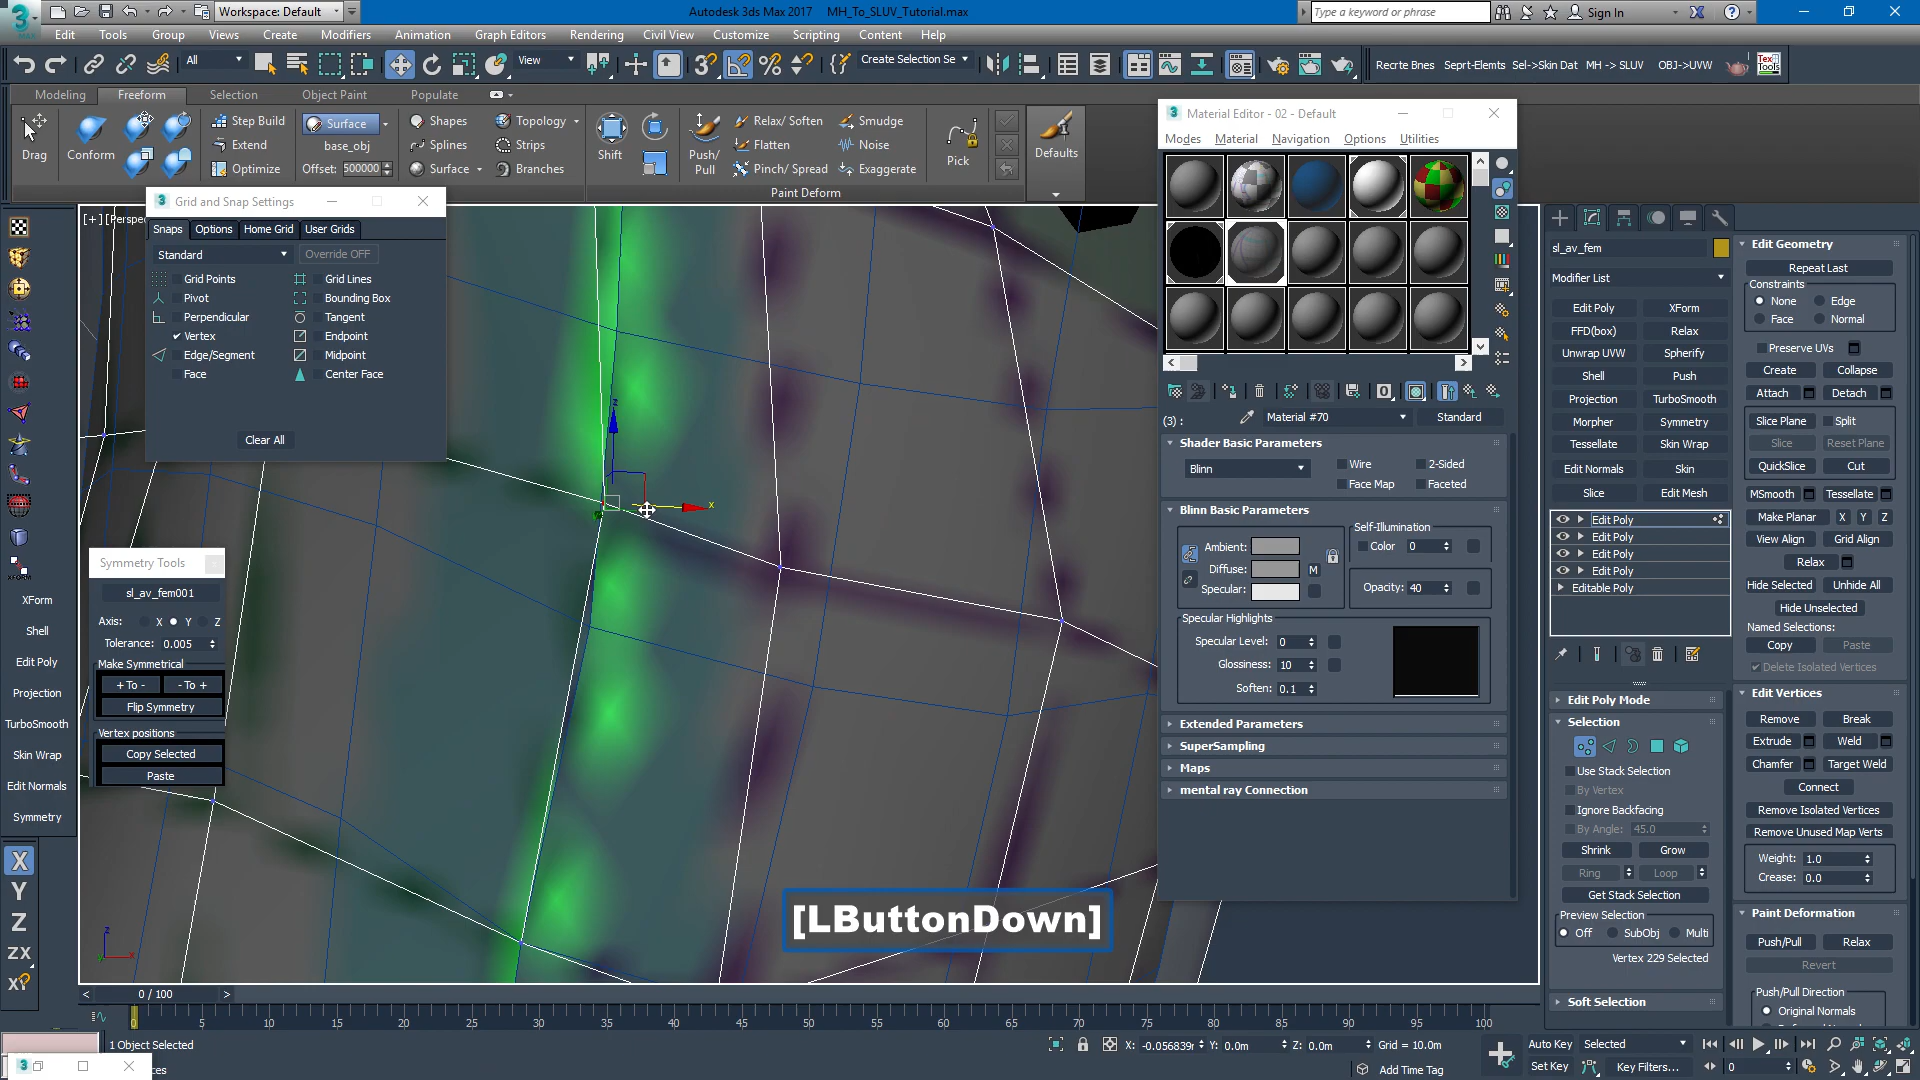 Workspace: Default
Autodesk 3ds Max 2017 MH_To_SLUV_Tutorial.max
Type a keyword or phrase
Sign In
Edit Tools Group Views Create Modifiers Animation Graph Editors Rendering Civil View Customize Scripting Content Help
All View Create Selection Se Recrte Bnes Seprt-Elemts Sel->Skin Dat MH -> SLUV OBJ->UVW
Modeling Freeform Selection Object Paint Populate
Drag Conform Step Build Extend Optimize
Surface base_obj Offset: 500000
Shapes Splines Surface
Topology Strips Branches
Shift Push/Pull Relax/ Soften Flatten Pinch/ Spread
Smudge Noise Exaggerate
Pick Defaults
Paint Deform
Grid and Snap Settings
Snaps Options Home Grid User Grids
Standard Override OFF
Grid Points Grid Lines
Pivot Bounding Box
Perpendicular Tangent
Vertex Endpoint
Edge/Segment Midpoint
Face Center Face
Clear All
Symmetry Tools
sl_av_fem001
Axis: X Y Z
Tolerance: 0.005
Make Symmetrical
+ To - - To +
Flip Symmetry
Vertex positions
Copy Selected
Paste
XForm
Shell
Edit Poly
Projection
TurboSmooth
Skin Wrap
Edit Normals
Symmetry
X
Y
Z
ZX
XY
[LButtonDown]
Material Editor - 02 - Default
Modes Material Navigation Options Utilities
(3) : Material #70 Standard
Shader Basic Parameters
Blinn Wire 2-Sided
Face Map Faceted
Blinn Basic Parameters
Self-Illumination
Ambient: Color 0
Diffuse: M
Specular: Opacity: 40
Specular Highlights
Specular Level: 0
Glossiness: 10
Soften: 0.1
Extended Parameters
SuperSampling
Maps
mental ray Connection
sl_av_fem
Modifier List
Edit Poly XForm
FFD(box) Relax
Unwrap UVW Spherify
Shell Push
Projection TurboSmooth
Morpher Symmetry
Tessellate Skin Wrap
Edit Normals Skin
Slice Edit Mesh
Edit Poly
Edit Poly
Edit Poly
Edit Poly
Editable Poly
Edit Poly Mode
Selection
Use Stack Selection
By Vertex
Ignore Backfacing
By Angle: 45.0
Shrink Grow
Ring Loop
Get Stack Selection
Preview Selection
Off SubObj Multi
Vertex 229 Selected
Soft Selection
Edit Geometry
Repeat Last
Constraints
None Edge
Face Normal
Preserve UVs
Create Collapse
Attach Detach
Slice Plane Split
Slice Reset Plane
QuickSlice Cut
MSmooth Tessellate
Make Planar X Y Z
View Align Grid Align
Relax
Hide Selected Unhide All
Hide Unselected
Named Selections:
Copy Paste
Delete Isolated Vertices
Edit Vertices
Remove Break
Extrude Weld
Chamfer Target Weld
Connect
Remove Isolated Vertices
Remove Unused Map Verts
Weight: 1.0
Crease: 0.0
Paint Deformation
Push/Pull Relax
Revert
Push/Pull Direction
Original Normals
0 / 100
5 10 15 20 25 30 35 40 45 50 55 60 65 70 75 80 85 90 95 100
1 Object Selected
X: -0.056839r Y: 0.0m Z: 0.0m Grid = 10.0m
Add Time Tag
Auto Key Selected
Set Key Key Filters... 0